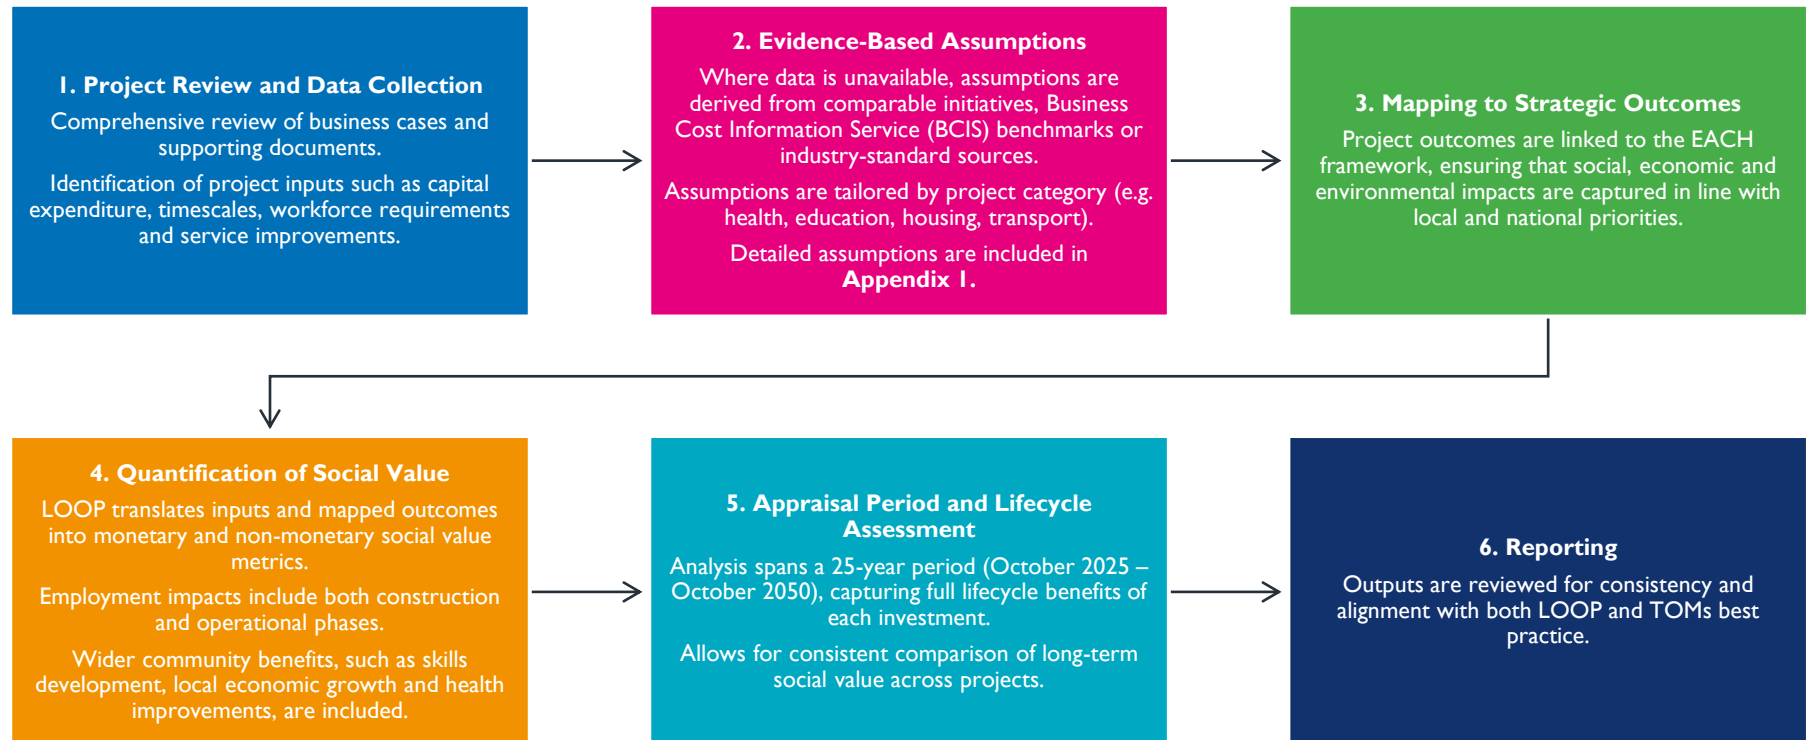 1. Project Review and Data Collection
Comprehensive review of business cases and
supporting documents.
Identification of project inputs such as capital
expenditure, timescales, workforce requirements
and service improvements.
2. Evidence-Based Assumptions
Where data is unavailable, assumptions are
derived from comparable initiatives, Business
Cost Information Service (BCIS) benchmarks or
industry-standard sources.
Assumptions are tailored by project category (e.g.
health, education, housing, transport).
Detailed assumptions are included in
Appendix 1.
3. Mapping to Strategic Outcomes
Project outcomes are linked to the EACH
framework, ensuring that social, economic and
environmental impacts are captured in line with
local and national priorities.
4. Quantification of Social Value
LOOP translates inputs and mapped outcomes
into monetary and non-monetary social value
metrics.
Employment impacts include both construction
and operational phases.
Wider community benefits, such as skills
development, local economic growth and health
improvements, are included.
5. Appraisal Period and Lifecycle
Assessment
Analysis spans a 25-year period (October 2025 –
October 2050), capturing full lifecycle benefits of
each investment.
Allows for consistent comparison of long-term
social value across projects.
6. Reporting
Outputs are reviewed for consistency and
alignment with both LOOP and TOMs best
practice.